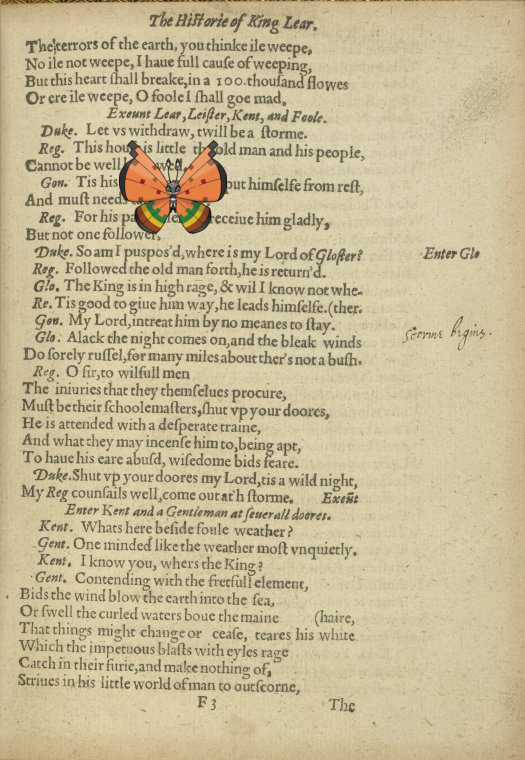 The Hiſtorie of King Lear.
The terrors of the earth, you thinke ile weepe,
No ile not weepe, I haue full cauſe of weeping,
But this heart ſhall breake, in a 100. thouſand flowes
Or ere ile weepe, O foole I ſhall goe mad.
Exeunt Lear, Leiſter, Kent, and Foole.
Duke. Let vs withdraw, twill be a ſtorme.
Reg. This is little old man and his people,
Cannot be well
Gon. Tis his himſelfe from reſt,
And muſt needs
Reg. For his receiue him gladly,
But not one follower.
Duke. So am I puspos'd, where is my Lord of Gloſter? Enter Glo
Reg. Followed the old man forth, he is return'd.
Glo. The King is in high rage, & wil I know not whe-
Re. Tis good to giue him way, he leads himſelfe. (ther.
Gon. My Lord, intreat him by no meanes to ſtay.
Glo. Alack the night comes on, and the bleak winds
Do ſorely ruſſel, for many miles about ther's not a buſh.
Storme begins.
Reg. O ſir, to wilfull men
The iniuries that they themſelues procure,
Muſt be their ſchoolemaſters, ſhut vp your doores,
He is attended with a deſperate traine,
And what they may incenſe him to, being apt,
To haue his eare abuſd, wiſedome bids feare.
Duke. Shut vp your doores my Lord, tis a wild night,
My Reg counſails well, come out at'h ſtorme. Exeūt
Enter Kent and a Gentleman at ſeuerall doores.
Kent. Whats here beſide foule weather?
Gent. One minded like the weather moſt vnquietly.
Kent. I know you, whers the King?
Gent. Contending with the fretfull element,
Bids the wind blow the earth into the ſea,
Or ſwell the curled waters boue the maine (haire,
That things might change or ceaſe, teares his white
Which the impetuous blaſts with eyles rage
Catch in their furie, and make nothing of,
Striues in his little world of man to outſcorne,
F 3 The